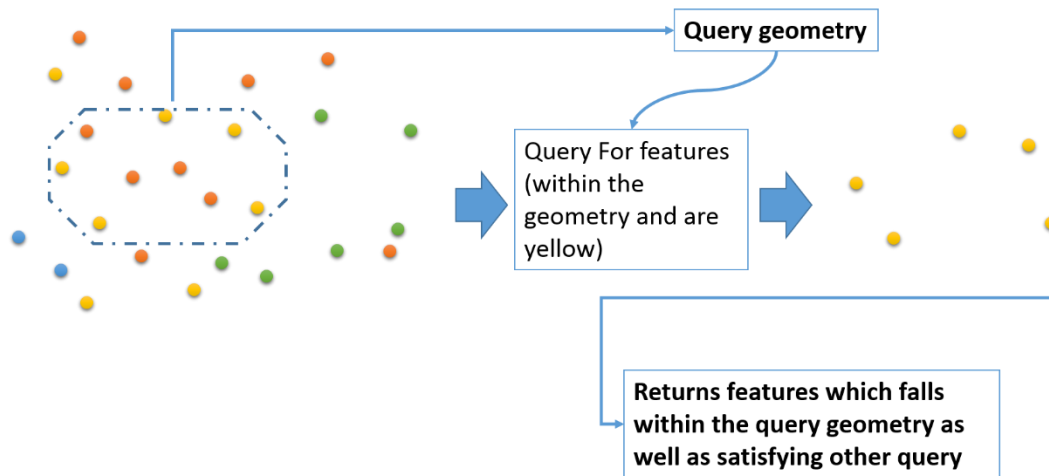 Query geometry
Query For features
(within the
geometry and are
yellow)
Returns features which falls
within the query geometry as
well as satisfying other query